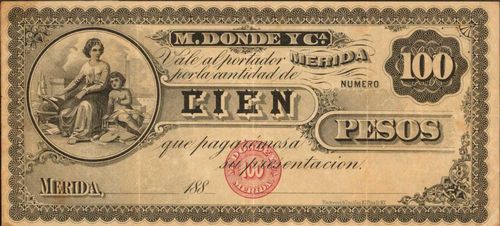 M. DONDE Y Cª
Vale al portador MERIDA
por la cantidad de
NUMERO
100
CIEN
PESOS
que pagarémos a
su presentacion.
MERIDA, 188
100
MERIDA